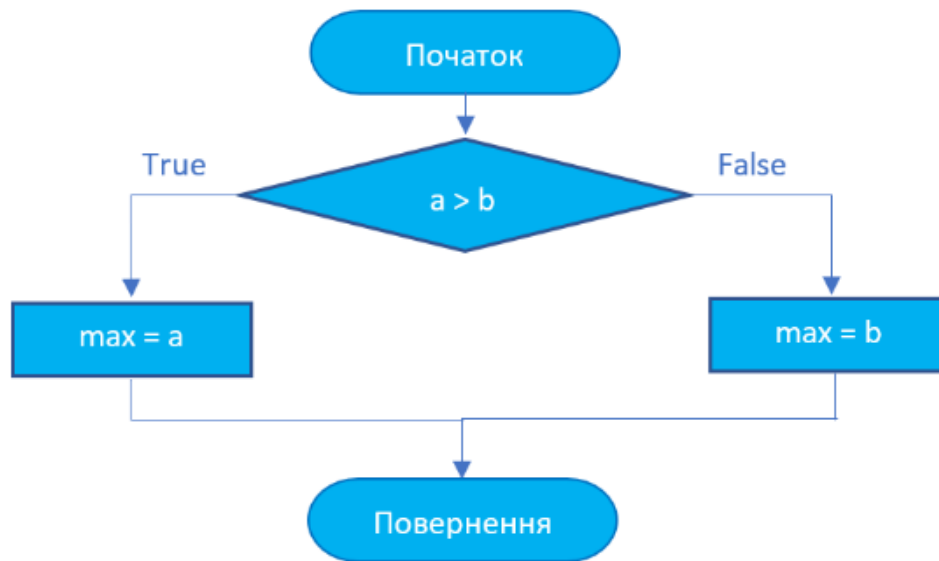 Початок
True
False
a > b
max = a
max = b
Повернення